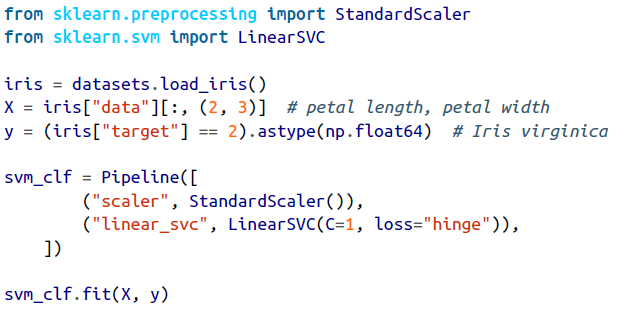 from sklearn.preprocessing import StandardScaler
from sklearn.svm import LinearSVC

iris = datasets.load_iris()
X = iris["data"][:, (2, 3)]  # petal length, petal width
y = (iris["target"] == 2).astype(np.float64)  # Iris virginica

svm_clf = Pipeline([
        ("scaler", StandardScaler()),
        ("linear_svc", LinearSVC(C=1, loss="hinge")),
    ])

svm_clf.fit(X, y)